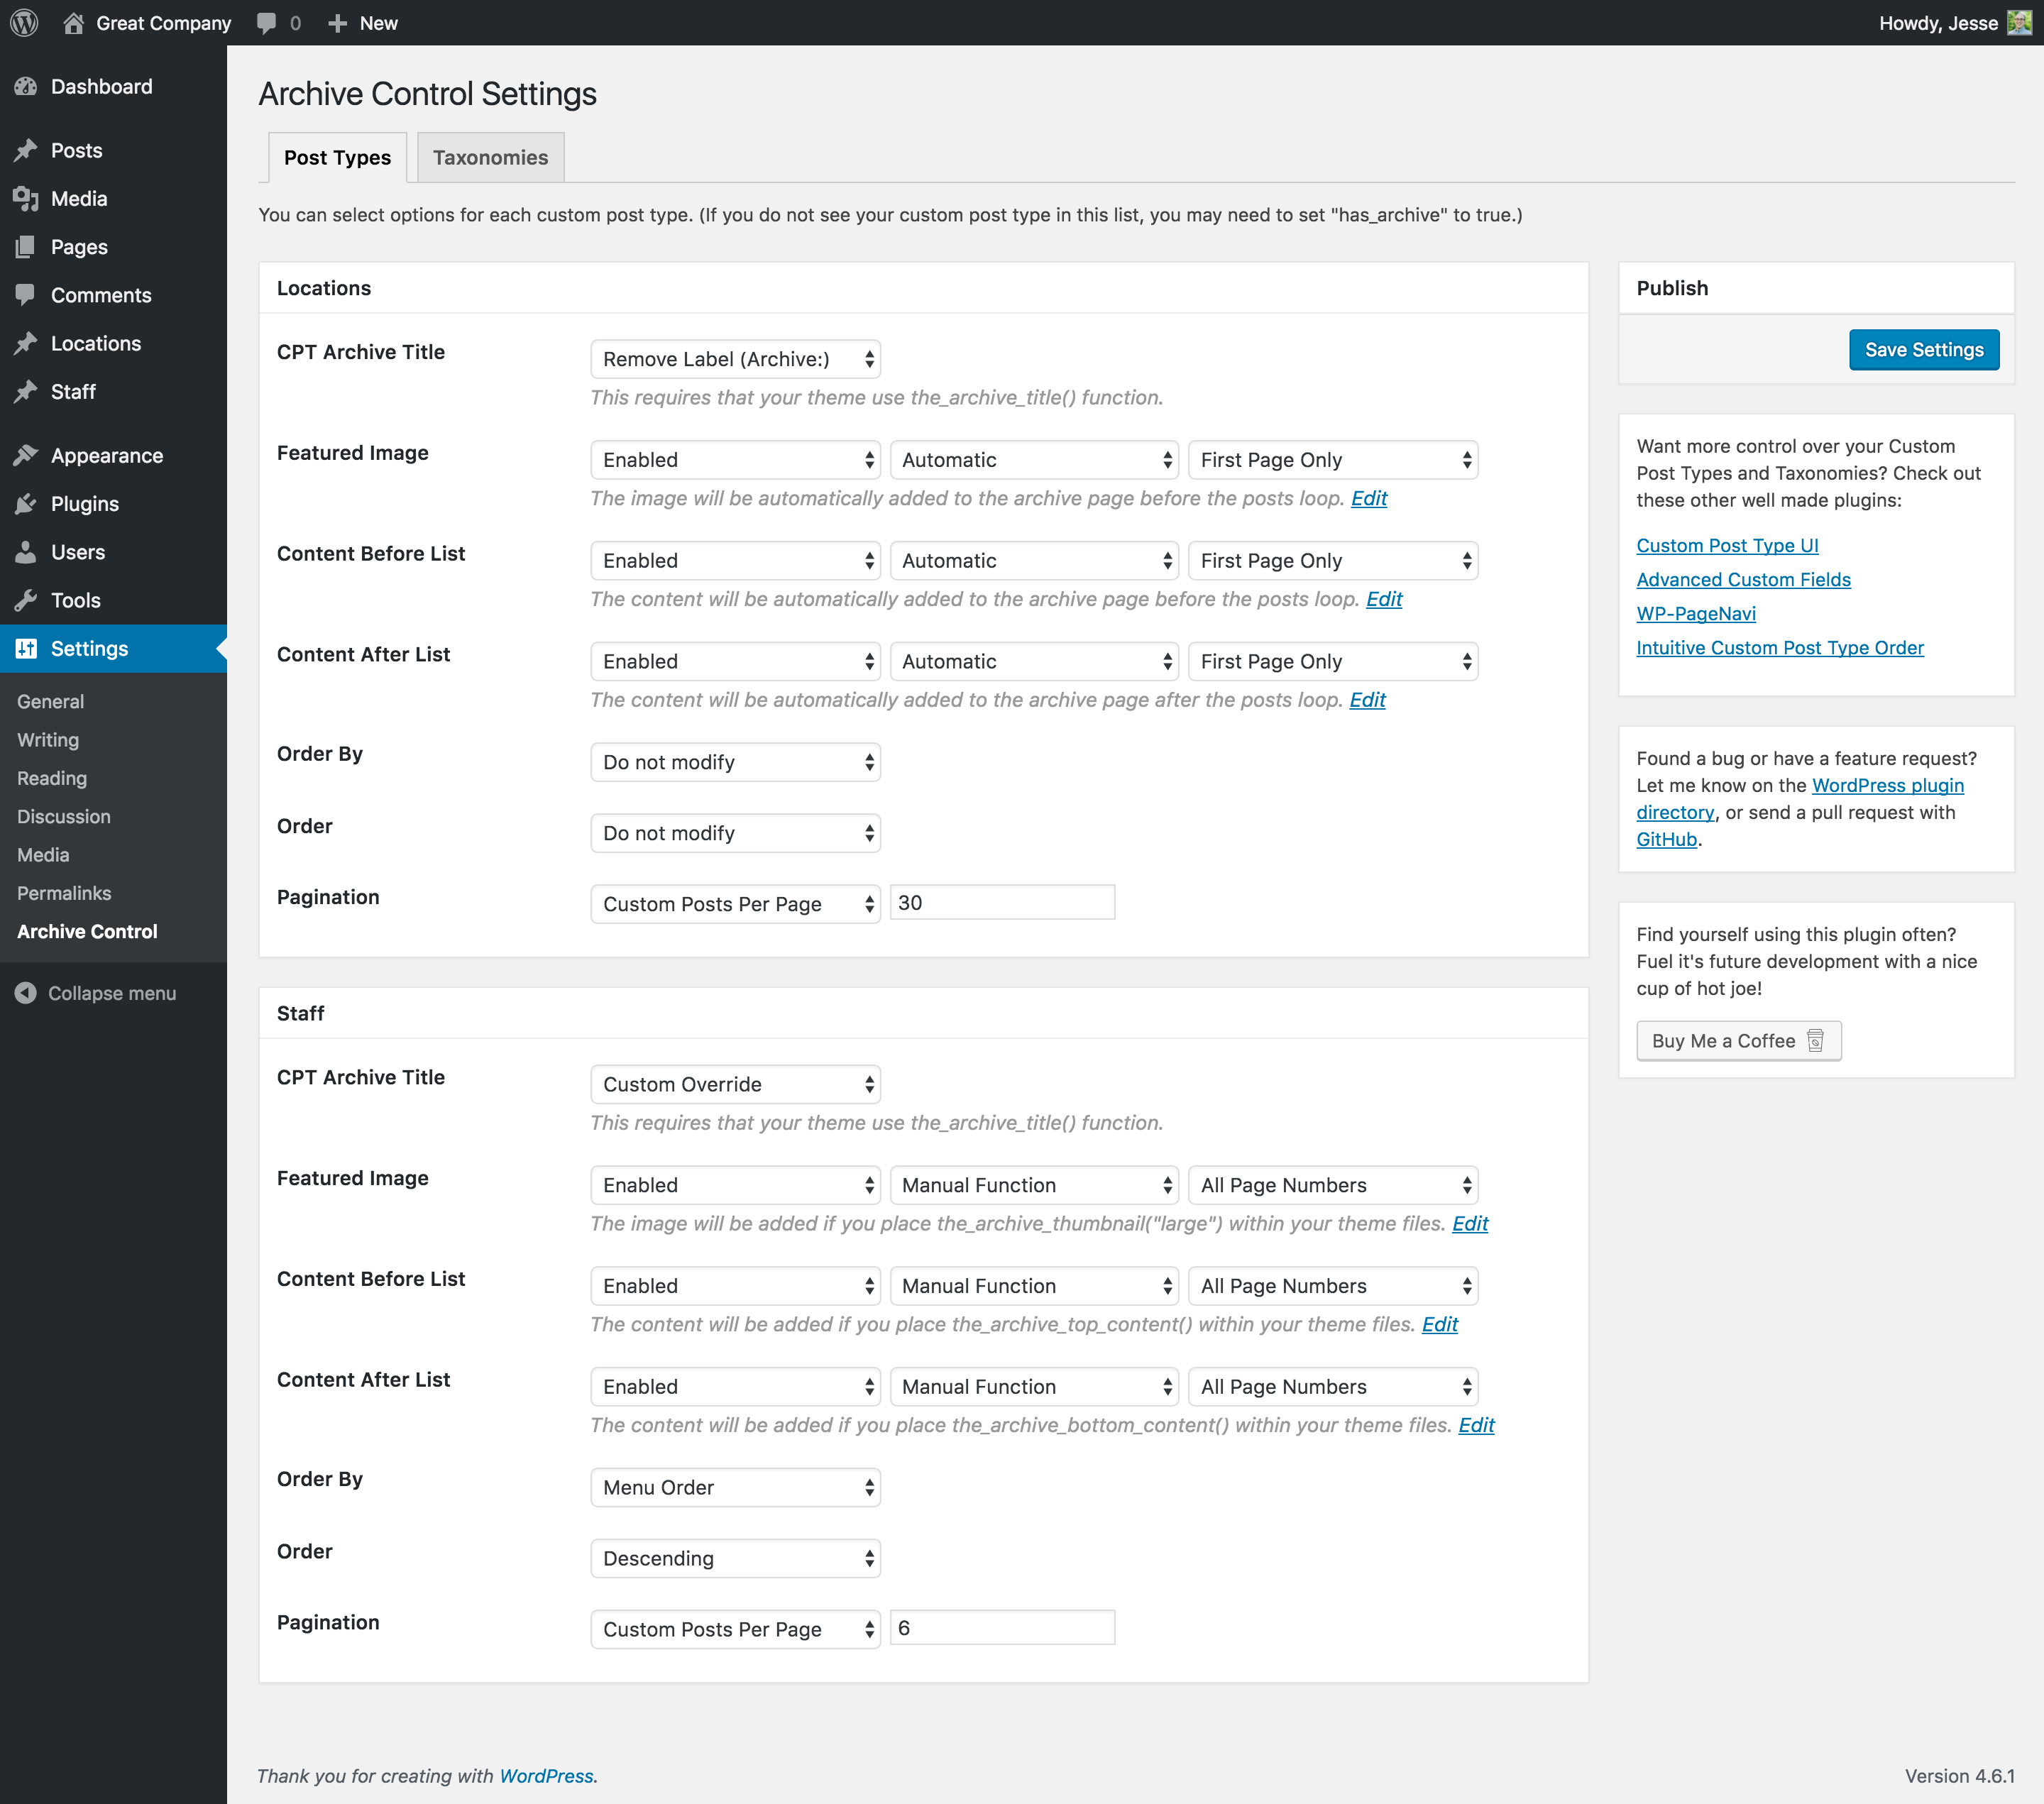 Great Company
0
New
Howdy, Jesse
Dashboard
Posts
Media
Pages
Comments
Locations
Staff
Appearance
Plugins
Users
Tools
Settings
General
Writing
Reading
Discussion
Media
Permalinks
Archive Control
Collapse menu
Archive Control Settings
Post Types
Taxonomies
You can select options for each custom post type. (If you do not see your custom post type in this list, you may need to set "has_archive" to true.)
Locations
CPT Archive Title
Remove Label (Archive:)
This requires that your theme use the_archive_title() function.
Featured Image
Enabled
Automatic
First Page Only
The image will be automatically added to the archive page before the posts loop. Edit
Content Before List
Enabled
Automatic
First Page Only
The content will be automatically added to the archive page before the posts loop. Edit
Content After List
Enabled
Automatic
First Page Only
The content will be automatically added to the archive page after the posts loop. Edit
Order By
Do not modify
Order
Do not modify
Pagination
Custom Posts Per Page
30
Staff
CPT Archive Title
Custom Override
This requires that your theme use the_archive_title() function.
Featured Image
Enabled
Manual Function
All Page Numbers
The image will be added if you place the_archive_thumbnail("large") within your theme files. Edit
Content Before List
Enabled
Manual Function
All Page Numbers
The content will be added if you place the_archive_top_content() within your theme files. Edit
Content After List
Enabled
Manual Function
All Page Numbers
The content will be added if you place the_archive_bottom_content() within your theme files. Edit
Order By
Menu Order
Order
Descending
Pagination
Custom Posts Per Page
6
Publish
Save Settings
Want more control over your Custom
Post Types and Taxonomies? Check out
these other well made plugins:
Custom Post Type UI
Advanced Custom Fields
WP-PageNavi
Intuitive Custom Post Type Order
Found a bug or have a feature request?
Let me know on the WordPress plugin
directory, or send a pull request with
GitHub.
Find yourself using this plugin often?
Fuel it's future development with a nice
cup of hot joe!
Buy Me a Coffee
Thank you for creating with WordPress.
Version 4.6.1